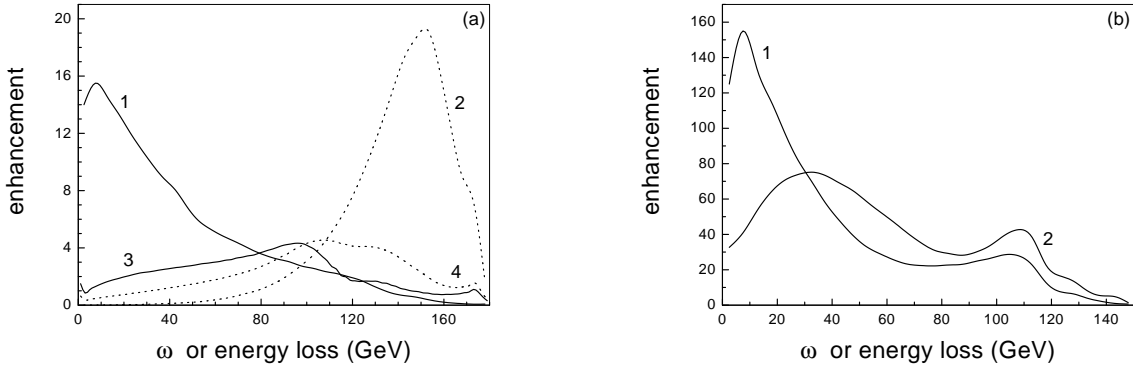 (a)
enhancement
20
16
12
8
4
0
1
2
3
4
0 40 80 120 160
ω or energy loss (GeV)
(b)
enhancement
160
140
120
100
80
60
40
20
0
1
2
0 20 40 60 80 100 120 140
ω or energy loss (GeV)